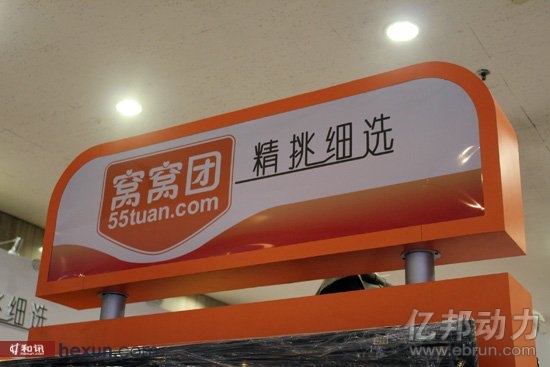 窝窝团
55tuan.com
精挑细选
细选
亿邦动力
www.ebrun.com
和讯 hexun.com